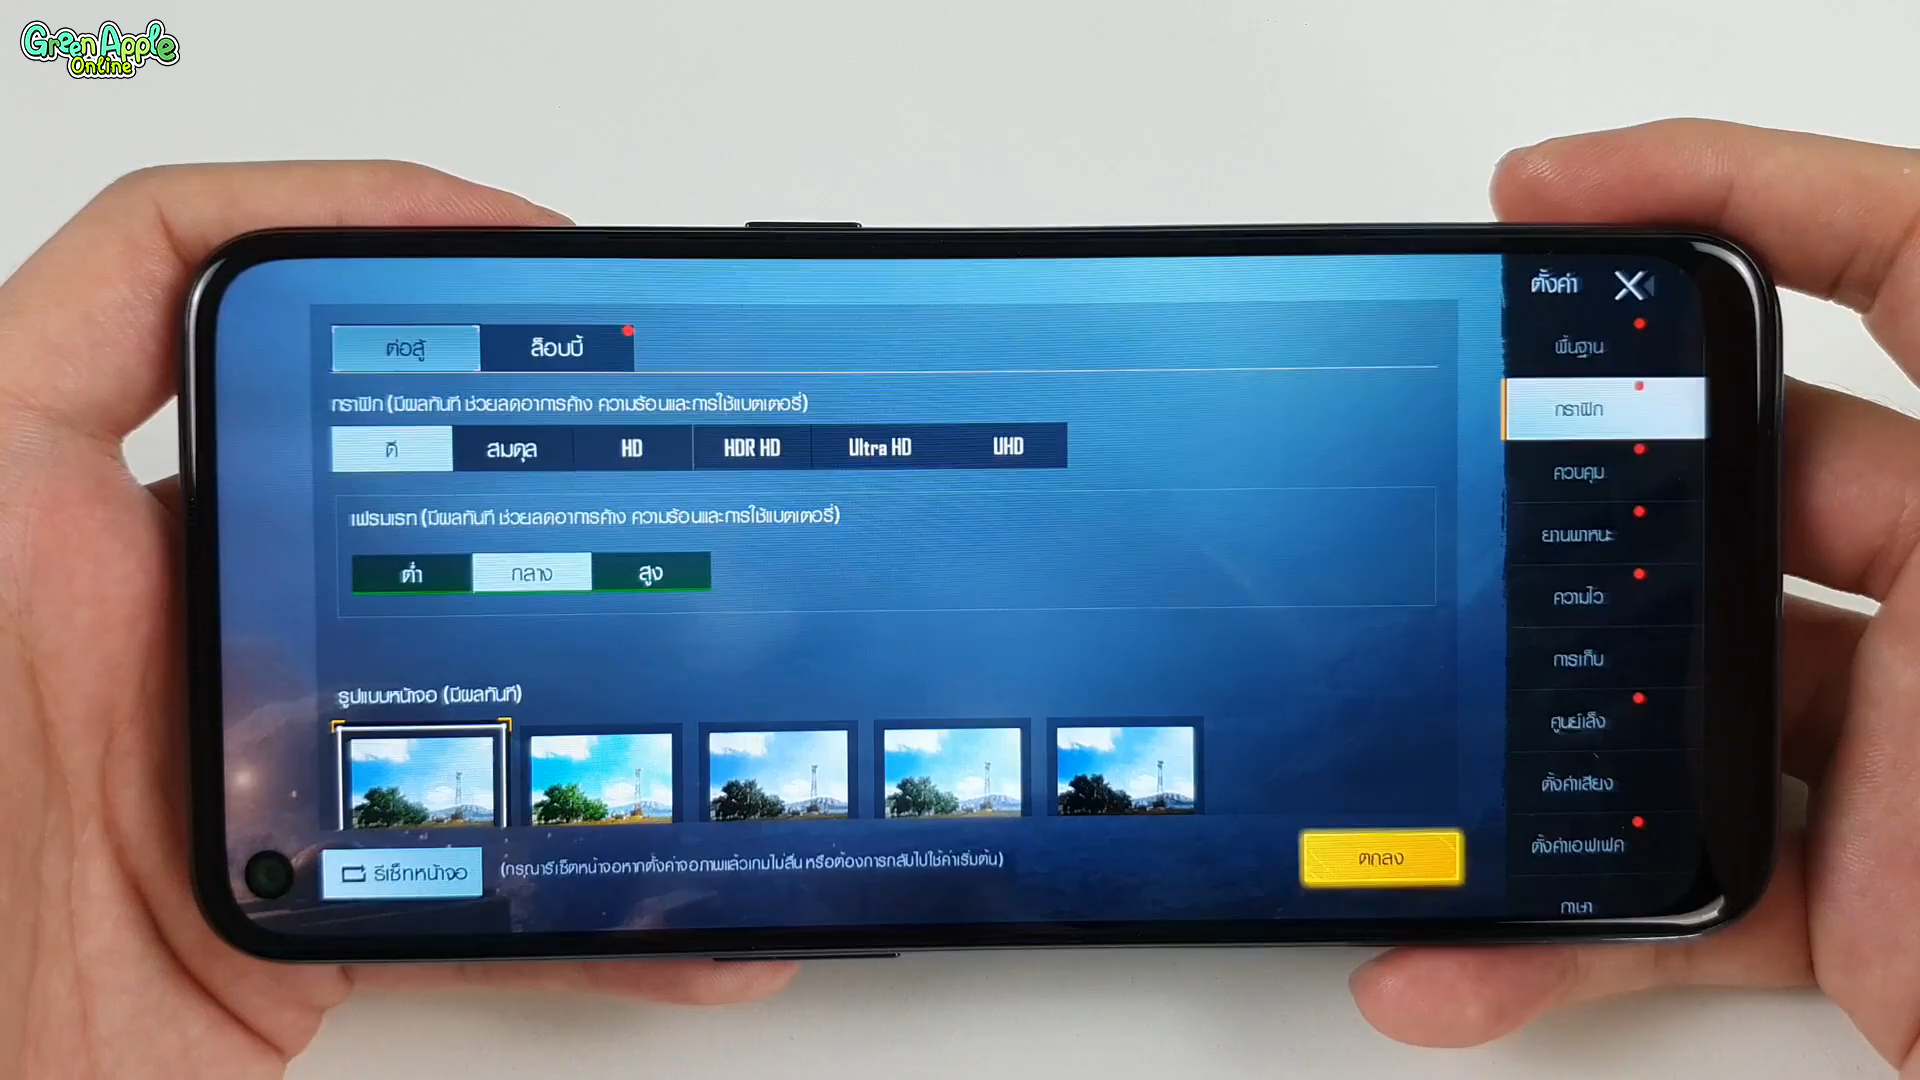 Green Apple
Online
ตั้งค่า
ต่อสู้
ล็อบบี้
พื้นฐาน
กราฟิก (มีผลทันที ช่วยลดอาการค้าง ความร้อนและการใช้แบตเตอรี่)
กราฟิก
ดี
สมดุล
HD
HDR HD
Ultra HD
UHD
ควบคุม
เฟรมเรท (มีผลทันที ช่วยลดอาการค้าง ความร้อนและการใช้แบตเตอรี่)
ยานพาหนะ
ต่ำ
กลาง
สูง
ความไว
การเก็บ
รูปแบบหน้าจอ (มีผลทันที)
ศูนย์เล็ง
ตั้งค่าเสียง
รีเซ็ทหน้าจอ
(กรุณารีเซ็ตหน้าจอหากตั้งค่าจอภาพแล้วเกมไม่ลื่น หรือต้องการกลับไปใช้ค่าเริ่มต้น)
ตกลง
ตั้งค่าเอฟเฟค
ภาษา